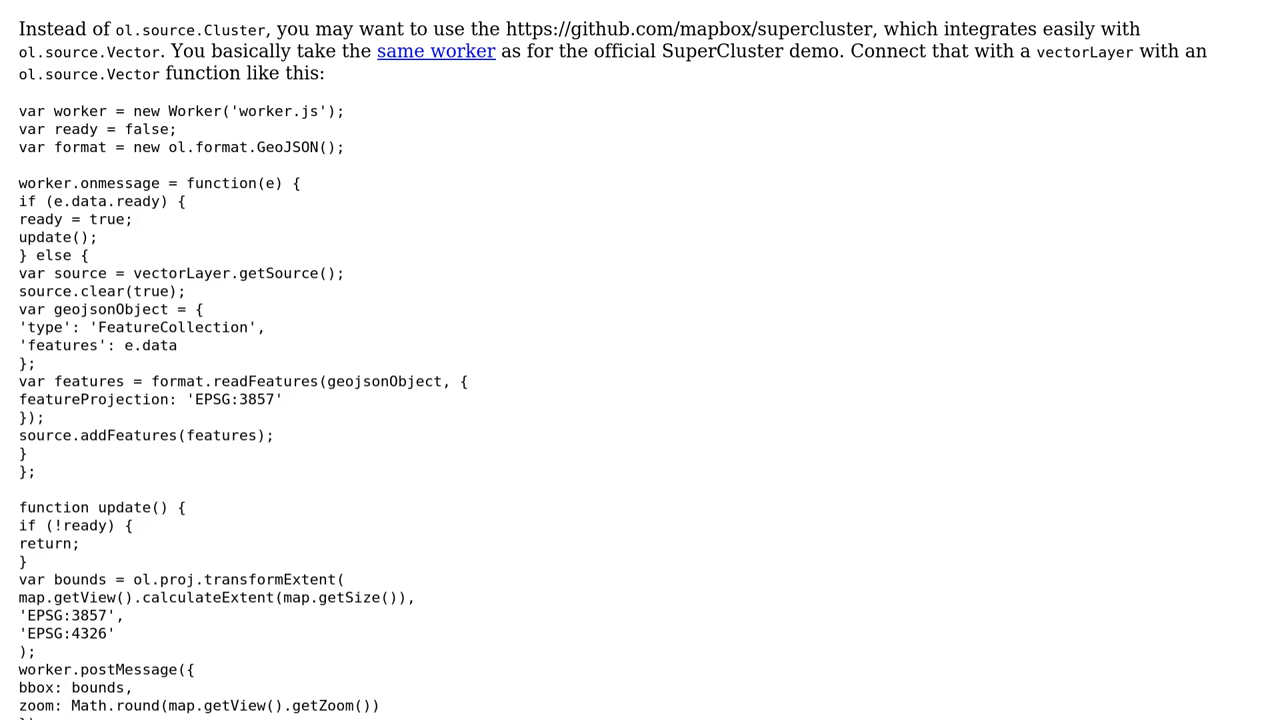 Instead of ol.source.Cluster, you may want to use the https://github.com/mapbox/supercluster, which integrates easily with
ol.source.Vector. You basically take the same worker as for the official SuperCluster demo. Connect that with a vectorLayer with an
ol.source.Vector function like this:
var worker = new Worker('worker.js');
var ready = false;
var format = new ol.format.GeoJSON();
worker.onmessage = function(e) {
if (e.data.ready) {
ready = true;
update();
} else {
var source = vectorLayer.getSource();
source.clear(true);
var geojsonObject = {
'type': 'FeatureCollection',
'features': e.data
};
var features = format.readFeatures(geojsonObject, {
featureProjection: 'EPSG:3857'
});
source.addFeatures(features);
}
};
function update() {
if (!ready) {
return;
}
var bounds = ol.proj.transformExtent(
map.getView().calculateExtent(map.getSize()),
'EPSG:3857',
'EPSG:4326'
);
worker.postMessage({
bbox: bounds,
zoom: Math.round(map.getView().getZoom())